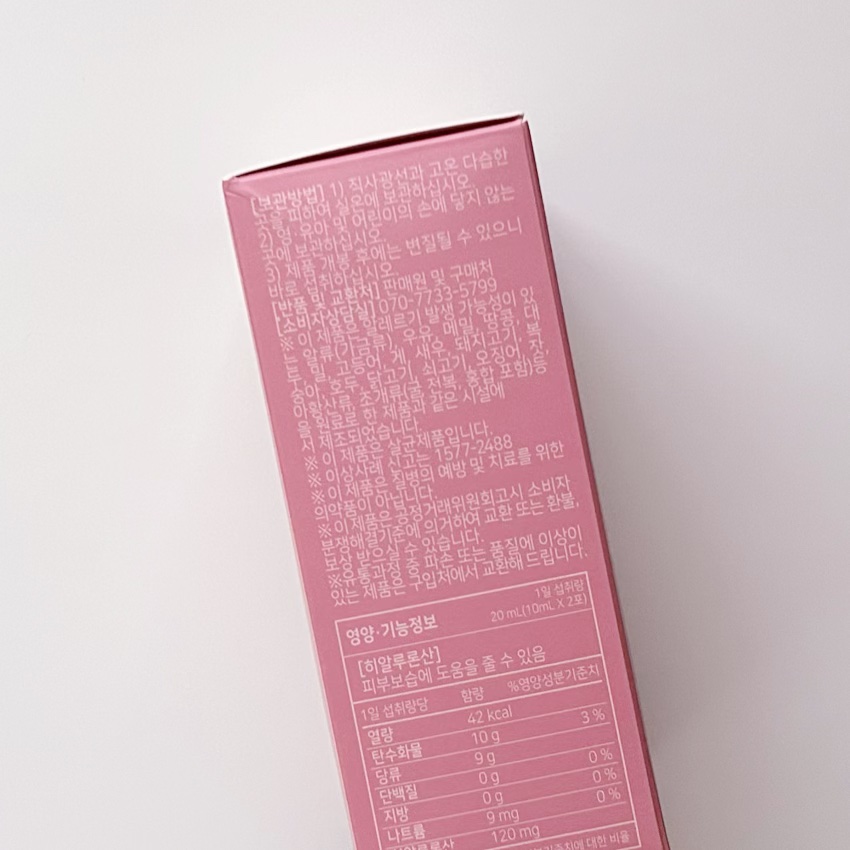 [보관방법] 1) 직사광선과 고온 다습한
곳을 피하여 실온에 보관하십시오.
2) 영·유아 및 어린이의 손에 닿지 않는
곳에 보관하십시오.
3) 제품 개봉 후에는 변질될 수 있으니
바로 섭취하십시오.
[반품 및 교환처] 판매원 및 구매처
[소비자상담실] 070-7733-5799
※ 이 제품은 알레르기 발생 가능성이 있
는 알류(가금류), 우유, 메밀, 땅콩, 대
두, 밀, 고등어, 게, 새우, 돼지고기, 복
숭아, 호두, 닭고기, 쇠고기, 오징어, 잣,
아황산류, 조개류(굴, 전복, 홍합 포함)등
을 원료로 한 제품과 같은 시설에
서 제조되었습니다.
※ 이 제품은 살균제품입니다.
※ 이상사례 신고는 1577-2488
※ 이 제품은 질병의 예방 및 치료를 위한
의약품이 아닙니다.
※이 제품은 공정거래위원회고시 소비자
분쟁해결기준에 의거하여 교환 또는 환불,
보상 받으실 수 있습니다.
※유통과정 중 파손 또는 품질에 이상이
있는 제품은 구입처에서 교환해 드립니다.
영양·기능정보 1일 섭취량
20 mL(10mL X 2포)
[히알루론산]
피부보습에 도움을 줄 수 있음
1일 섭취량당 함량 %영양성분기준치
열량 42 kcal
탄수화물 10 g 3 %
당류 9 g
단백질 0 g 0 %
지방 0 g 0 %
나트륨 9 mg 0 %
히알루론산 120 mg
대한 비율